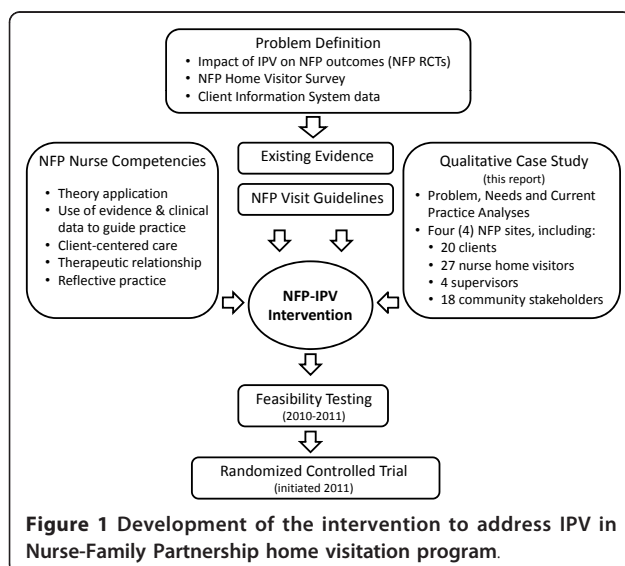 Problem Definition
• Impact of IPV on NFP outcomes (NFP RCTs)
• NFP Home Visitor Survey
• Client Information System data
NFP Nurse Competencies
• Theory application
• Use of evidence & clinical
data to guide practice
• Client-centered care
• Therapeutic relationship
• Reflective practice
Existing Evidence
NFP Visit Guidelines
Qualitative Case Study
(this report)
• Problem, Needs and Current
Practice Analyses
• Four (4) NFP sites, including:
• 20 clients
• 27 nurse home visitors
• 4 supervisors
• 18 community stakeholders
NFP-IPV
Intervention
Feasibility Testing
(2010-2011)
Randomized Controlled Trial
(initiated 2011)
Figure 1 Development of the intervention to address IPV in
Nurse-Family Partnership home visitation program.